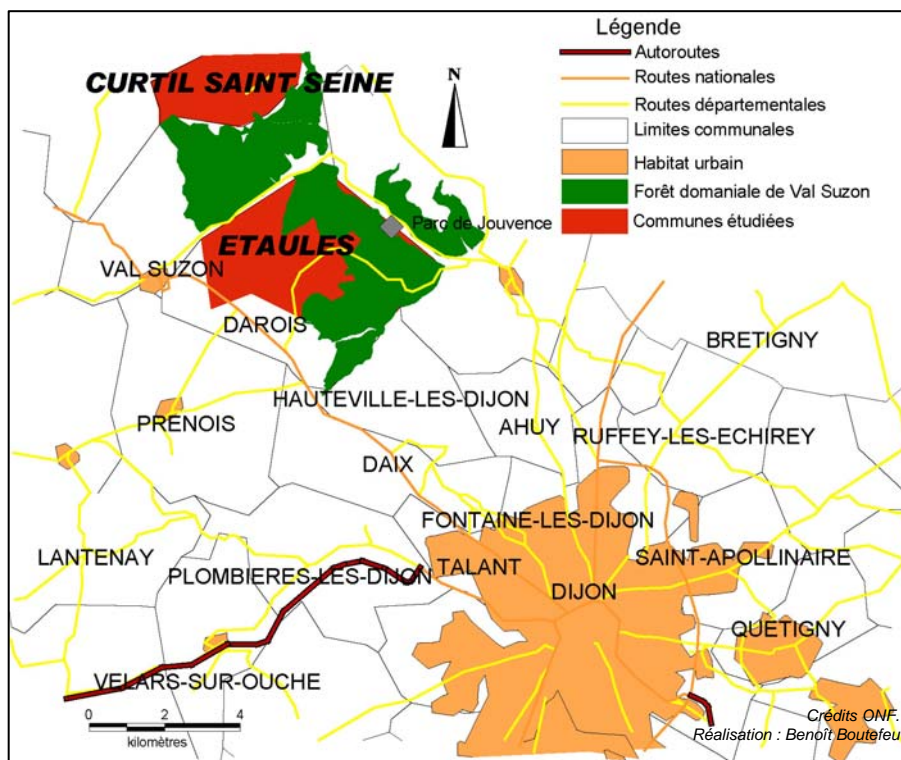 Légende
Autoroutes
Routes nationales
Routes départementales
Limites communales
Habitat urbain
Forêt domaniale de Val Suzon
Communes étudiées
CURTIL SAINT SEINE
N
Parc de Jouvence
ETAULES
VAL SUZON
DAROIS
BRETIGNY
HAUTEVILLE-LES-DIJON
PRENOIS
AHUY
RUFFEY-LES-ECHIREY
DAIX
FONTAINE-LES-DIJON
LANTENAY
PLOMBIERES-LES-DIJON
TALANT
SAINT-APOLLINAIRE
DIJON
QUETIGNY
VELARS-SUR-OUCHE
0 2 4
kilomètres
Crédits ONF.
Réalisation : Benoît Boutefeu